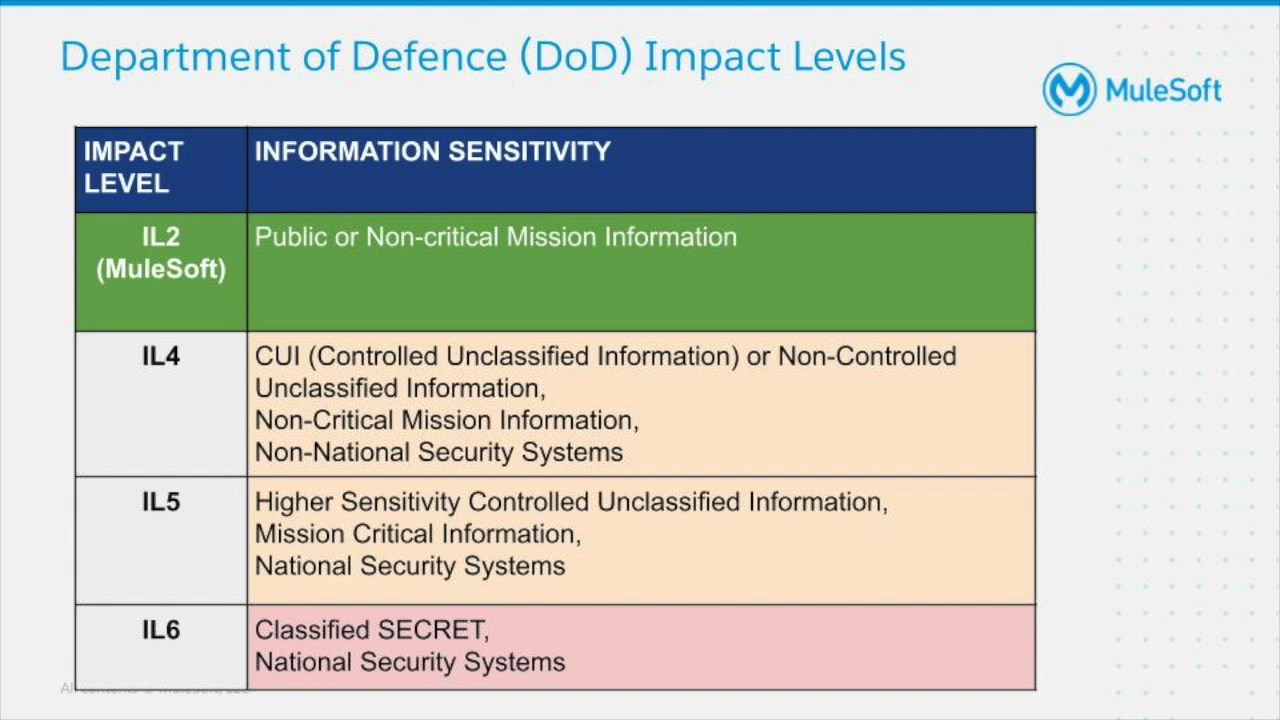 Department of Defence (DoD) Impact Levels
MuleSoft
IMPACT
LEVEL
INFORMATION SENSITIVITY
IL2
(MuleSoft)
Public or Non-critical Mission Information
IL4
CUI (Controlled Unclassified Information) or Non-Controlled
Unclassified Information,
Non-Critical Mission Information,
Non-National Security Systems
IL5
Higher Sensitivity Controlled Unclassified Information,
Mission Critical Information,
National Security Systems
IL6
Classified SECRET,
National Security Systems